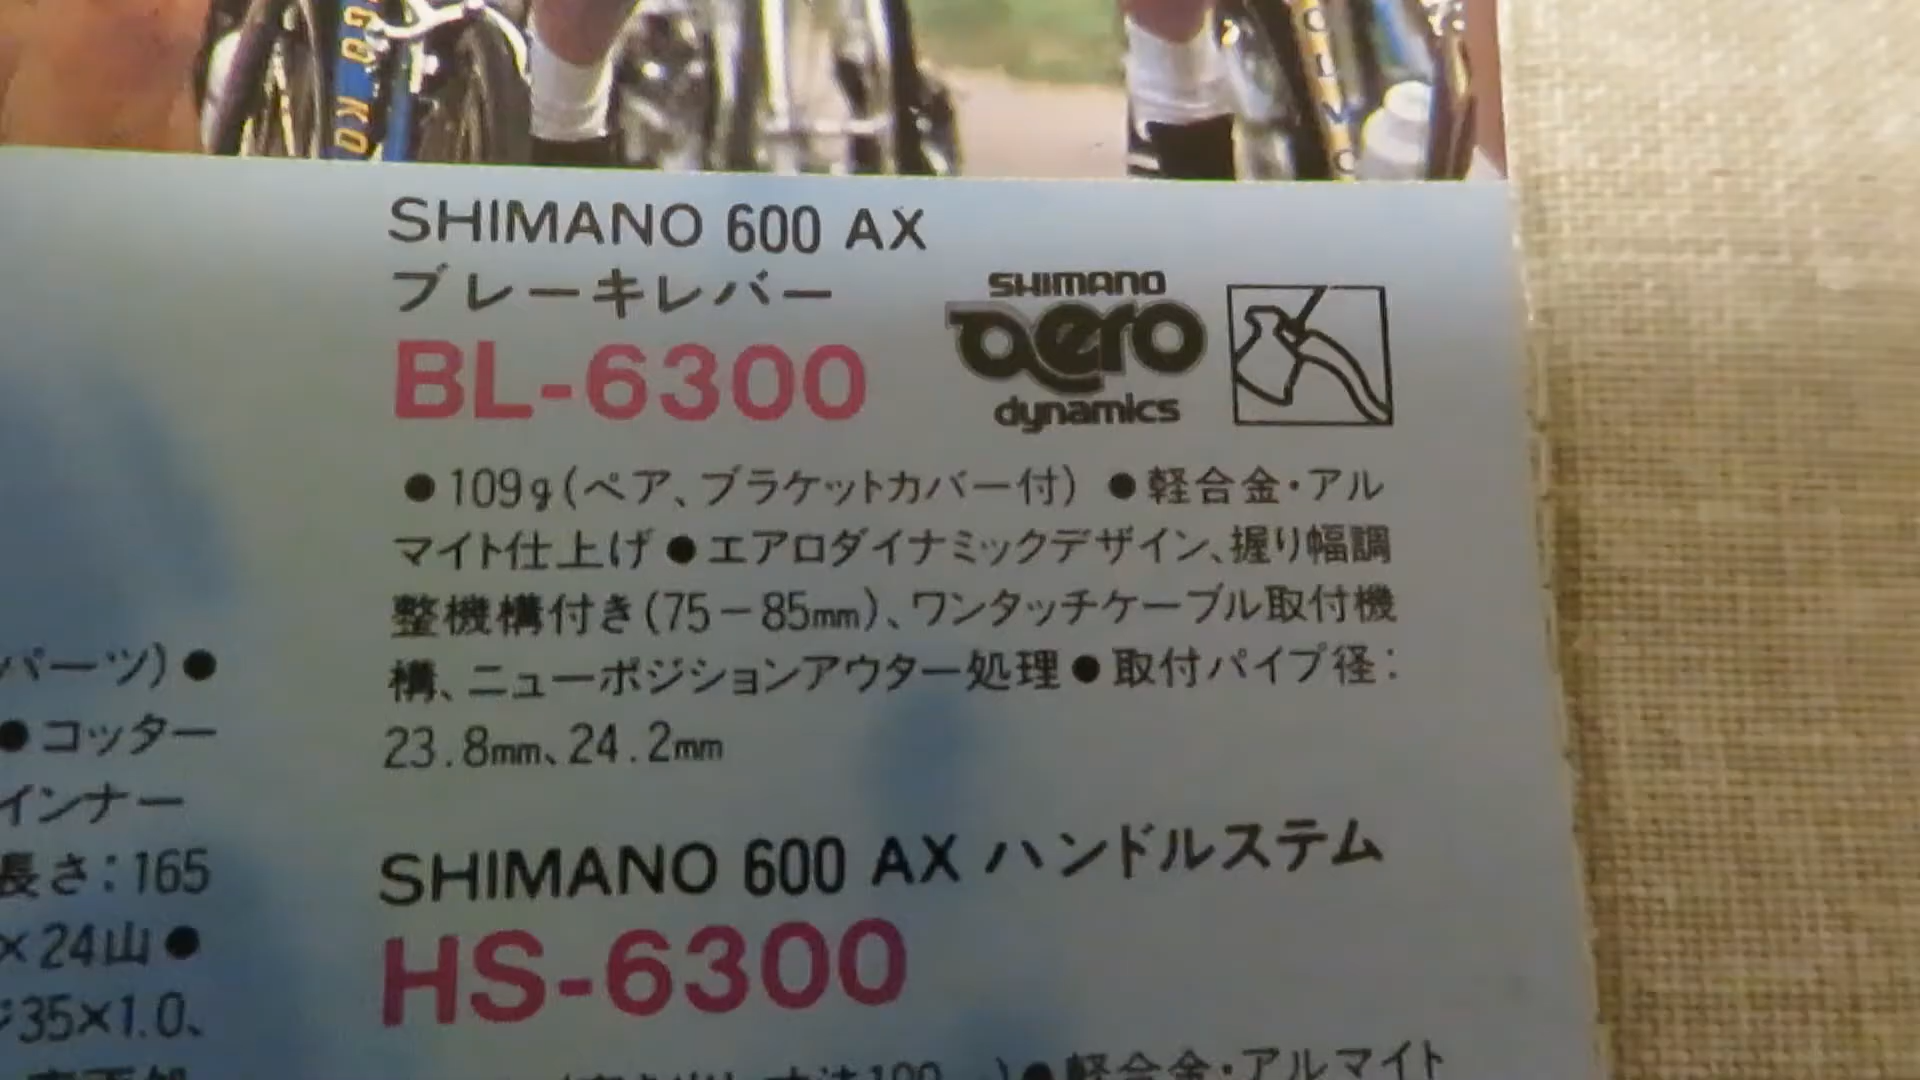 GO KO
OLMO
SHIMANO 600 AX
ブレーキレバー
BL-6300
SHIMANO
aero
dynamics
●109g(ペア、ブラケットカバー付) ●軽合金・アル
マイト仕上げ●エアロダイナミックデザイン、握り幅調
整機構付き(75-85mm)、ワンタッチケーブル取付機
構、ニューポジションアウター処理●取付パイプ径:
23.8mm、24.2mm
SHIMANO 600 AX ハンドルステム
HS-6300
●軽合金・アルマイト
パーツ)●
●コッター
インナー
長さ:165
×24山●
35×1.0、